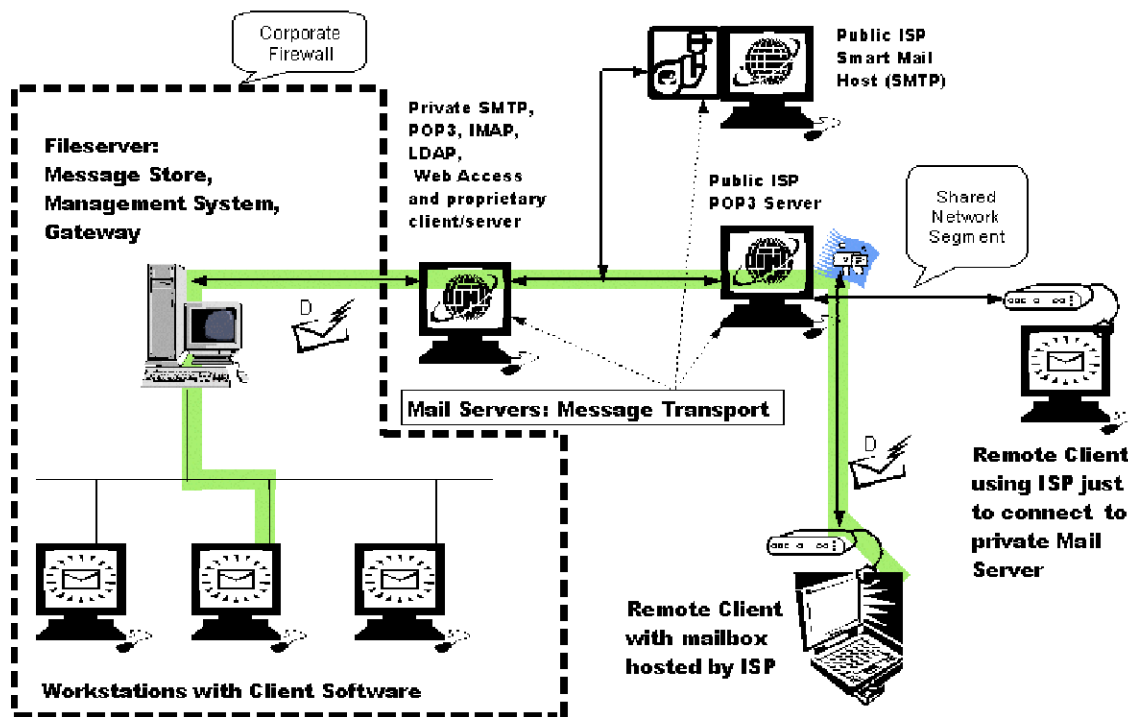 Corporate
Firewall
Public ISP
Smart Mail
Host (SMTP)
Private SMTP,
POP3, IMAP,
LDAP,
Web Access
and proprietary
client/server
Fileserver:
Message Store,
Management System,
Gateway
Public ISP
POP3 Server
Shared
Network
Segment
D
Mail Servers: Message Transport
D
Remote Client
using ISP just
to connect to
private Mail
Server
Remote Client
with mailbox
hosted by ISP
Workstations with Client Software